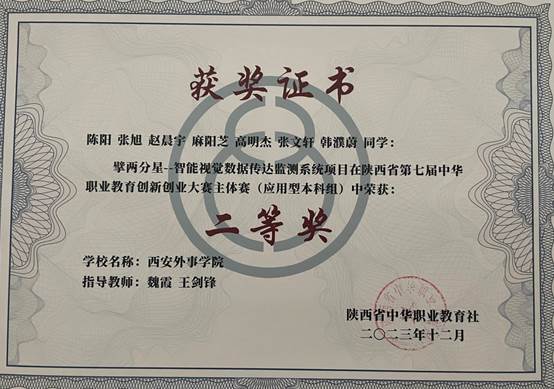 获奖证书
陈阳 张旭 赵晨宇 麻阳芝 高明杰 张文轩 韩濮蔚 同学：
擘两分星--智能视觉数据传达监测系统项目在陕西省第七届中华
职业教育创新创业大赛主体赛（应用型本科组）中荣获：
二等奖
学校名称：西安外事学院
指导教师：魏霞 王剑锋
陕西省中华职业教育社
二〇二三年十二月